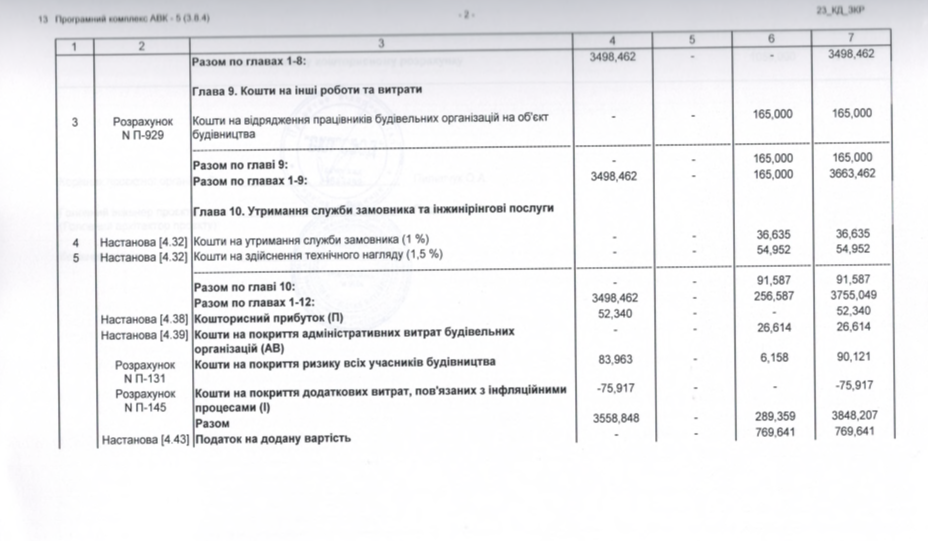 13 Програмний комплекс АВК - 5 (3.8.4)
- 2 -
23_КД_ЗКР
1 2 3 4 5 6 7
Разом по главах 1-8: 3498,462 - - 3498,462
Глава 9. Кошти на інші роботи та витрати
3 Розрахунок Кошти на відрядження працівників будівельних організацій на об'єкт - - 165,000 165,000
N П-929 будівництва
Разом по главі 9: - - 165,000 165,000
Разом по главах 1-9: 3498,462 - 165,000 3663,462
Глава 10. Утримання служби замовника та інжинірінгові послуги
4 Настанова [4.32] Кошти на утримання служби замовника (1 %) - - 36,635 36,635
5 Настанова [4.32] Кошти на здійснення технічного нагляду (1,5 %) - - 54,952 54,952
Разом по главі 10: - - 91,587 91,587
Разом по главах 1-12: 3498,462 - 256,587 3755,049
Настанова [4.38] Кошторисний прибуток (П) 52,340 - - 52,340
Настанова [4.39] Кошти на покриття адміністративних витрат будівельних - - 26,614 26,614
організацій (АВ)
Розрахунок Кошти на покриття ризику всіх учасників будівництва 83,963 - 6,158 90,121
N П-131
Розрахунок Кошти на покриття додаткових витрат, пов'язаних з інфляційними -75,917 - - -75,917
N П-145 процесами (І)
Разом 3558,848 - 289,359 3848,207
Настанова [4.43] Податок на додану вартість - - 769,641 769,641